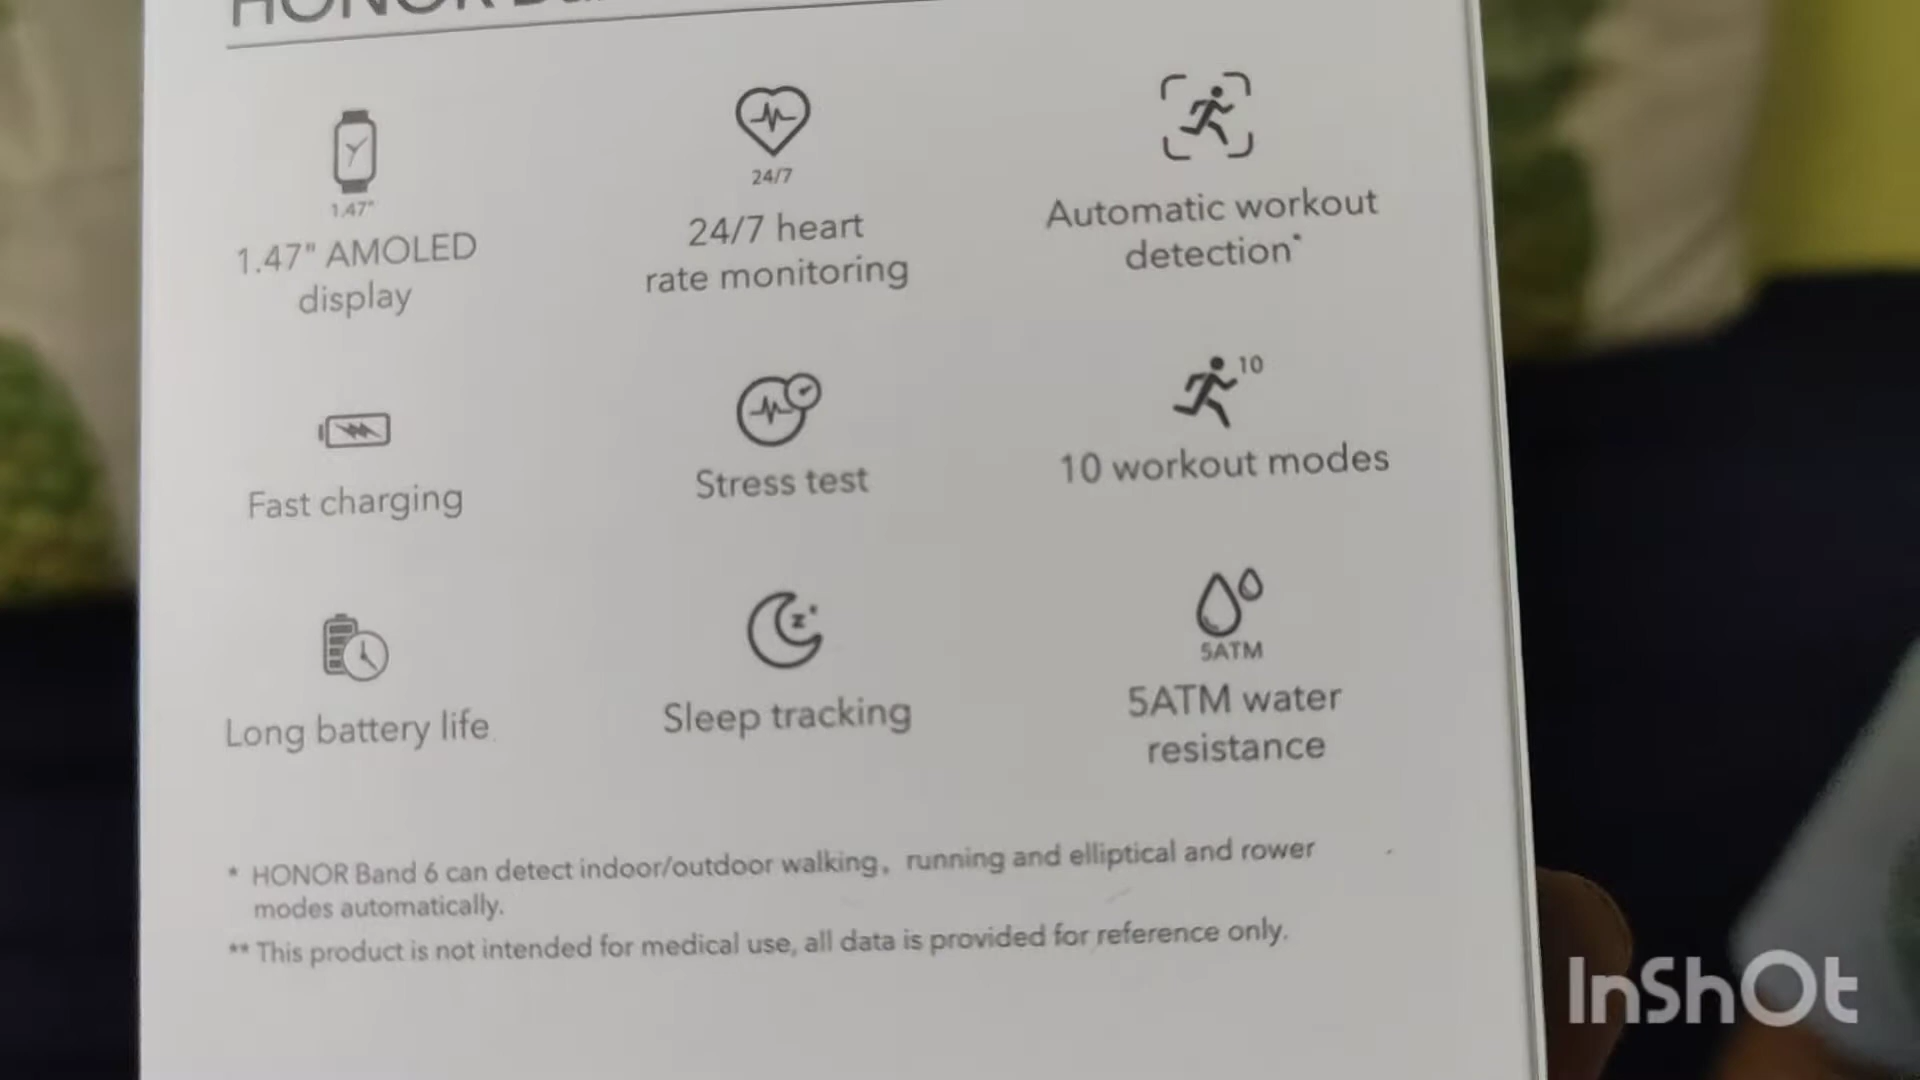 HONOR
1.47"
1.47" AMOLED
display
24/7
24/7 heart
rate monitoring
Automatic workout
detection*
Fast charging
Stress test
10
10 workout modes
Long battery life
Sleep tracking
5ATM
5ATM water
resistance
* HONOR Band 6 can detect indoor/outdoor walking, running and elliptical and rower
modes automatically.
** This product is not intended for medical use, all data is provided for reference only.
InShOt